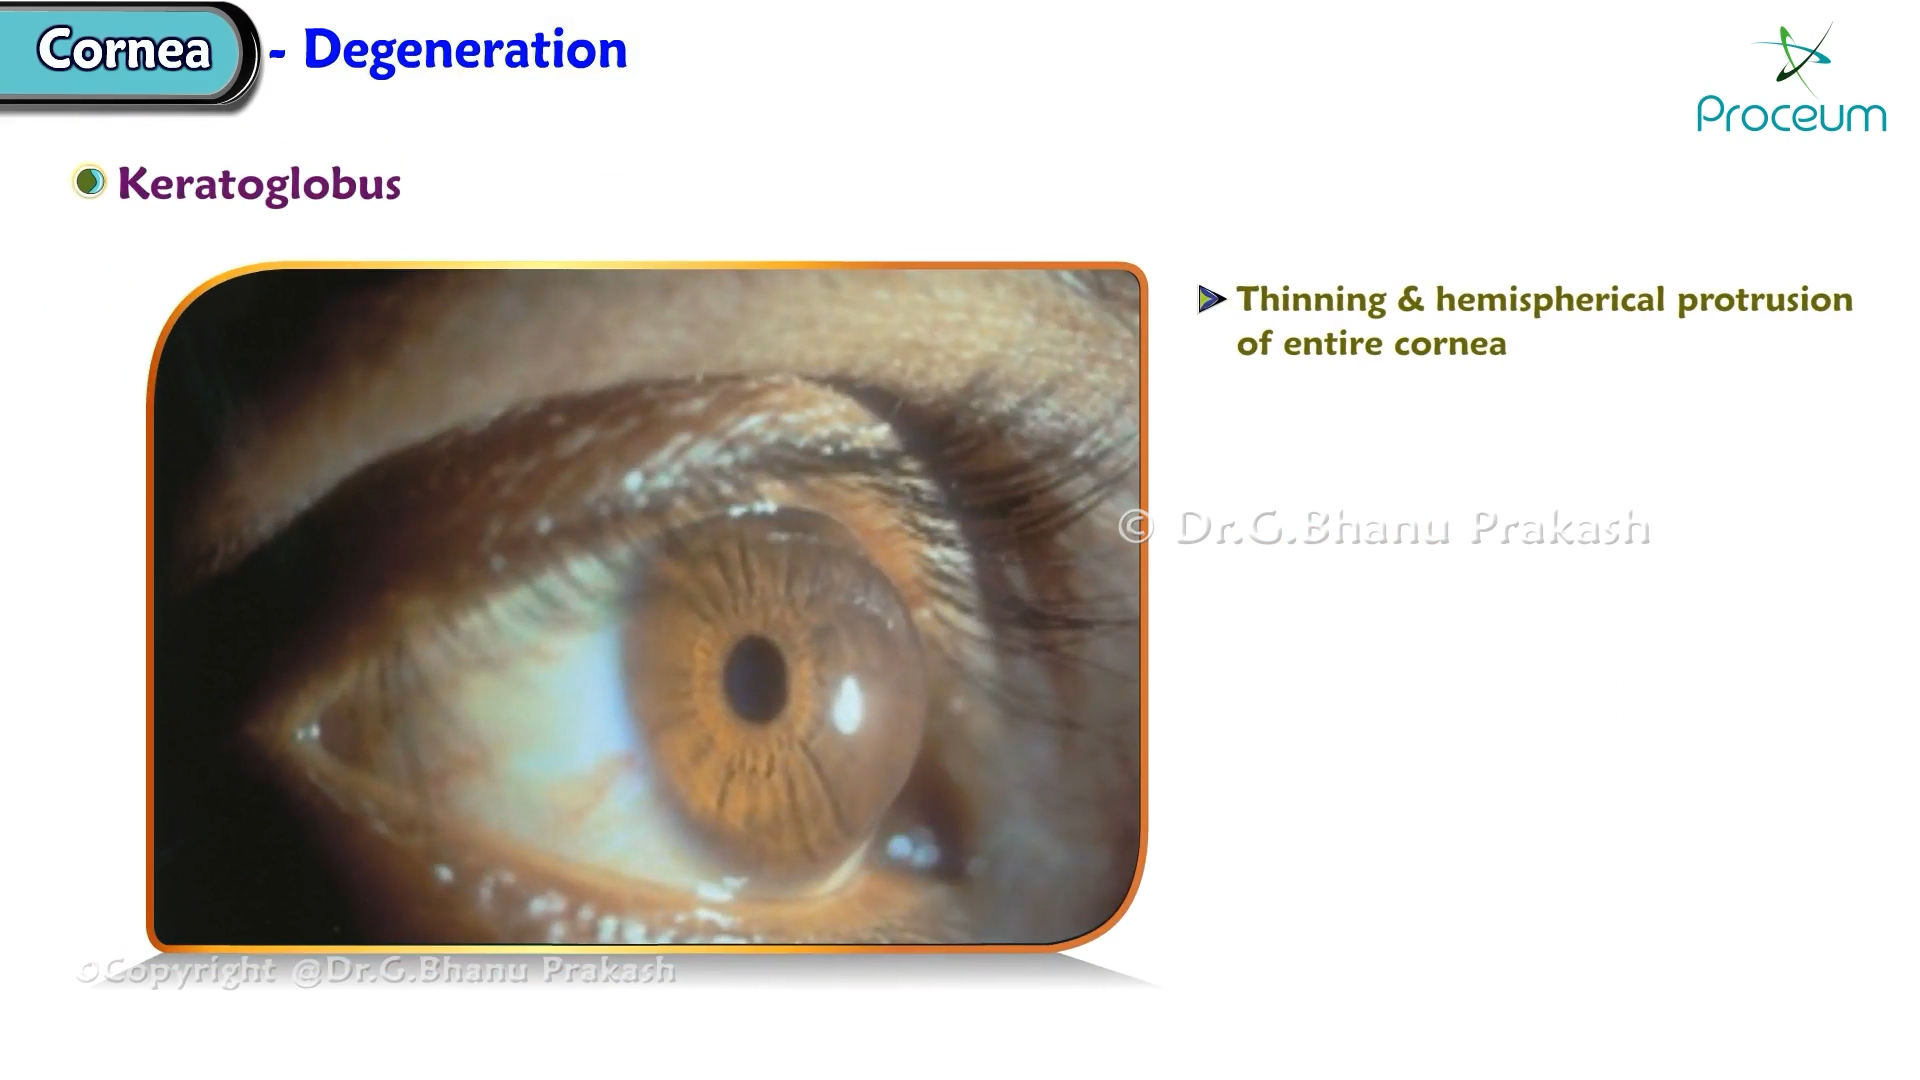 Cornea - Degeneration
Proceum
Keratoglobus
Thinning & hemispherical protrusion
of entire cornea
© Dr.G.Bhanu Prakash
©Copyright @Dr.G.Bhanu Prakash